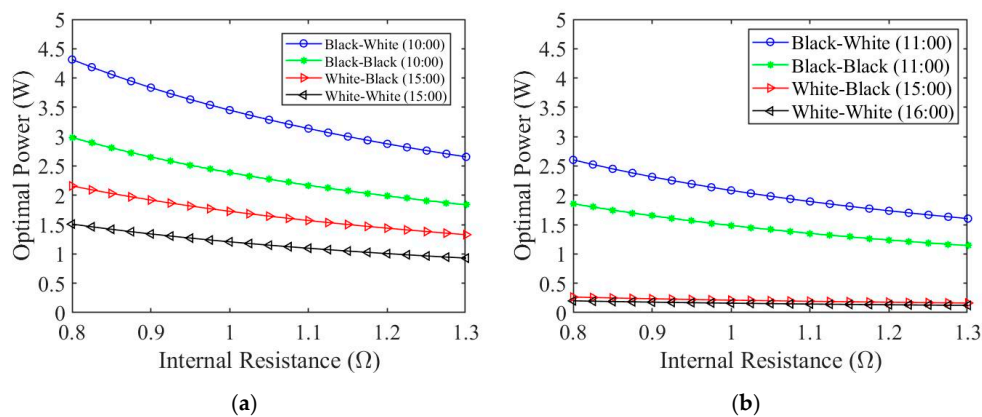 5
4.5
4
3.5
3
2.5
2
1.5
1
0.5
0
Optimal Power (W)
Black-White (10:00)
Black-Black (10:00)
White-Black (15:00)
White-White (15:00)
0.8 0.9 1 1.1 1.2 1.3
Internal Resistance (Ω)
(a)
5
4.5
4
3.5
3
2.5
2
1.5
1
0.5
0
Optimal Power (W)
Black-White (11:00)
Black-Black (11:00)
White-Black (15:00)
White-White (16:00)
0.8 0.9 1 1.1 1.2 1.3
Internal Resistance (Ω)
(b)